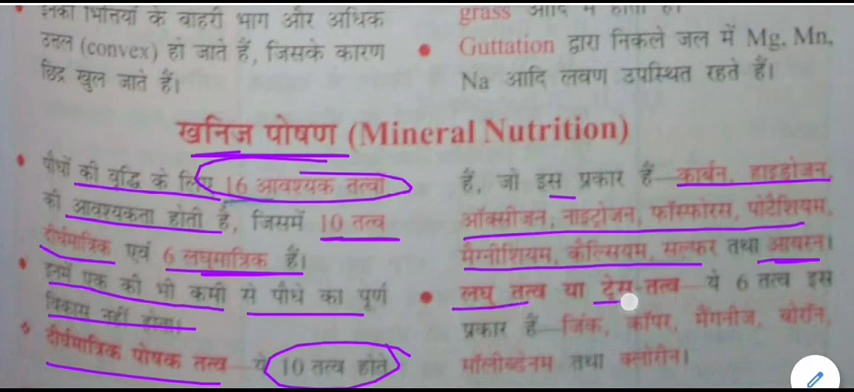 इनकी भित्तियाँ के बाहरी भाग और अधिक
उत्तल (convex) हो जाते हैं, जिसके कारण
छिद्र खुल जाते हैं।
grass आदि में होता है।
Guttation द्वारा निकले जल में Mg, Mn,
Na आदि लवण उपस्थित रहते हैं।
खनिज पोषण (Mineral Nutrition)
पौधों की वृद्धि के लिए 16 आवश्यक तत्वों
की आवश्यकता होती है, जिसमें 10 तत्व
दीर्घमात्रिक एवं 6 लघुमात्रिक हैं।
इनमें एक की भी कमी से पौधे का पूर्ण
विकास नहीं होता।
दीर्घमात्रिक पोषक तत्व—ये 10 तत्व होते
हैं, जो इस प्रकार हैं—कार्बन, हाइड्रोजन,
ऑक्सीजन, नाइट्रोजन, फॉस्फोरस, पोटैशियम,
मैग्नीशियम, कैल्सियम, सल्फर तथा आयरन।
लघु तत्व या ट्रेस तत्व—ये 6 तत्व इस
प्रकार हैं—जिंक, कॉपर, मैंगनीज, बोरॉन,
मॉलीब्डेनम तथा क्लोरीन।